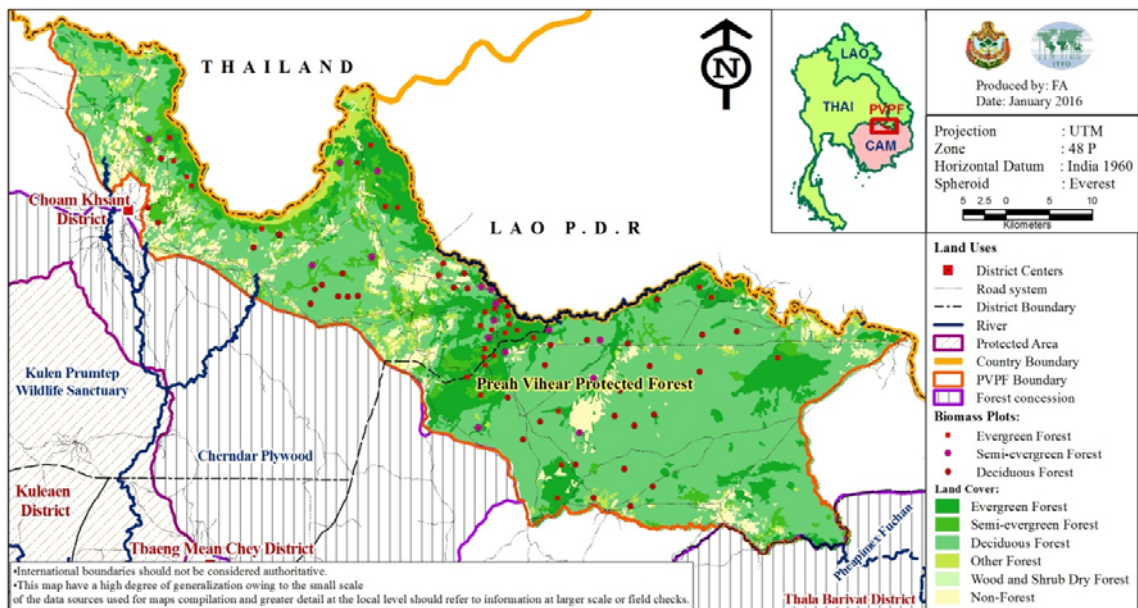 THAILAND
LAO P.D.R
N
Choam Khsant
District
Kulen Prumtep
Wildlife Sanctuary
Preah Vihear Protected Forest
Cherndar Plywood
Kuleaen
District
Thaeng Mean Chey District
Pheapimex Fuchan
Thala Barivat District
•International boundaries should not be considered authoritative.
•This map have a high degree of generalization owing to the small scale
of the data sources used for maps compilation and greater detail at the local level should refer to information at larger scale or field checks.
LAO
THAI
PVPF
CAM
ITTO
Produced by: FA
Date: January 2016
Projection : UTM
Zone : 48 P
Horizontal Datum : India 1960
Spheroid : Everest
5 2.5 0 5 10
Kilometers
Land Uses
District Centers
Road system
District Boundary
River
Protected Area
Country Boundary
PVPF Boundary
Forest concession
Biomass Plots:
Evergreen Forest
Semi-evergreen Forest
Deciduous Forest
Land Cover:
Evergreen Forest
Semi-evergreen Forest
Deciduous Forest
Other Forest
Wood and Shrub Dry Forest
Non-Forest